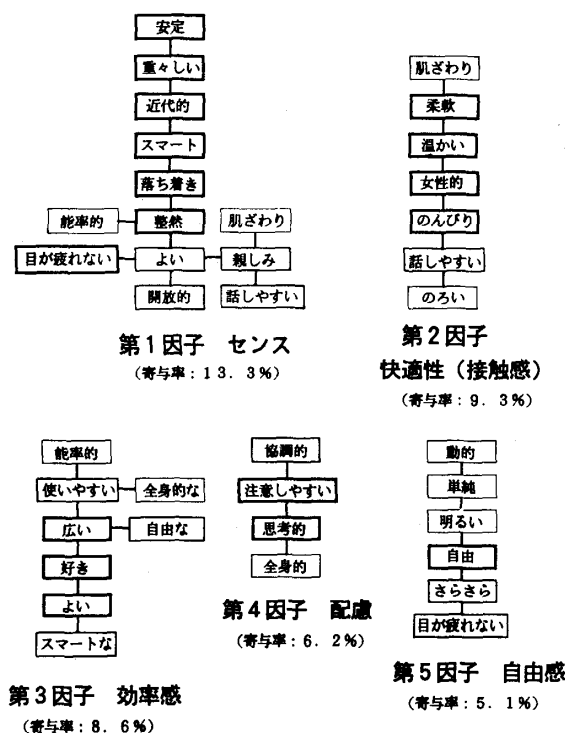 安定
重々しい
近代的
スマート
落ち着き
能率的 整然 肌ざわり
目が疲れない よい 親しみ
開放的 話しやすい
第1因子 センス
(寄与率:13.3%)
肌ざわり
柔軟
温かい
女性的
のんびり
話しやすい
のろい
第2因子
快適性(接触感)
(寄与率:9.3%)
能率的
使いやすい 全身的な
広い 自由な
好き
よい
スマートな
第3因子 効率感
(寄与率:8.6%)
協調的
注意しやすい
思考的
全身的
第4因子 配慮
(寄与率:6.2%)
動的
単純
明るい
自由
さらさら
目が疲れない
第5因子 自由感
(寄与率:5.1%)